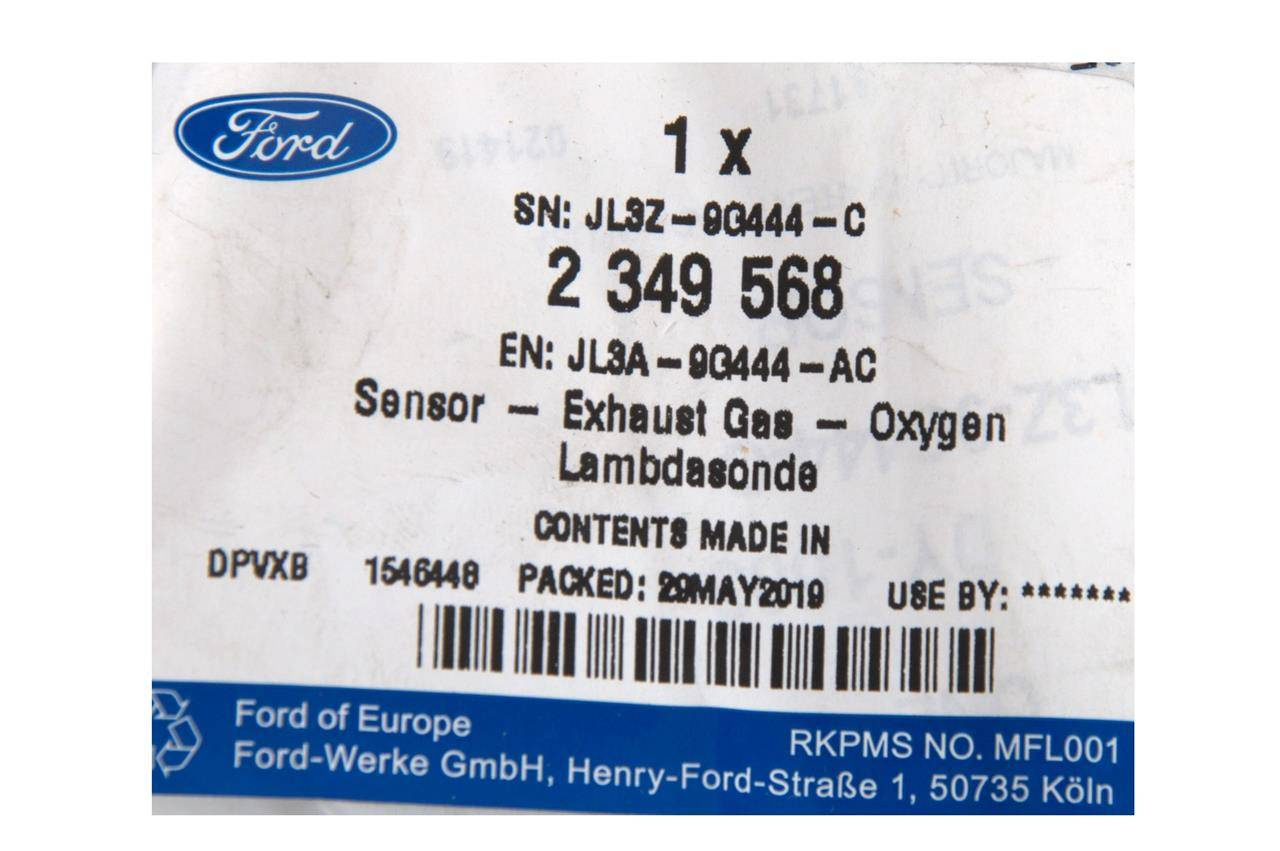 Ford
1 x
SN: JL3Z-9G444-C
2 349 568
EN: JL3A-9G444-AC
Sensor - Exhaust Gas - Oxygen
Lambdasonde
CONTENTS MADE IN
DPVXB 1546448 PACKED: 29MAY2019 USE BY: *******
Ford of Europe
Ford-Werke GmbH, Henry-Ford-Straße 1, 50735 Köln
RKPMS NO. MFL001